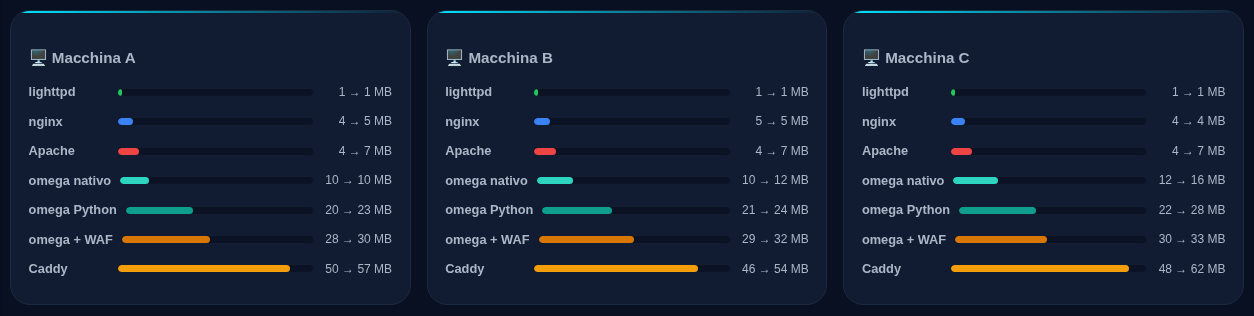 Macchina A
lighttpd 1 → 1 MB
nginx 4 → 5 MB
Apache 4 → 7 MB
omega nativo 10 → 10 MB
omega Python 20 → 23 MB
omega + WAF 28 → 30 MB
Caddy 50 → 57 MB
Macchina B
lighttpd 1 → 1 MB
nginx 5 → 5 MB
Apache 4 → 7 MB
omega nativo 10 → 12 MB
omega Python 21 → 24 MB
omega + WAF 29 → 32 MB
Caddy 46 → 54 MB
Macchina C
lighttpd 1 → 1 MB
nginx 4 → 4 MB
Apache 4 → 7 MB
omega nativo 12 → 16 MB
omega Python 22 → 28 MB
omega + WAF 30 → 33 MB
Caddy 48 → 62 MB